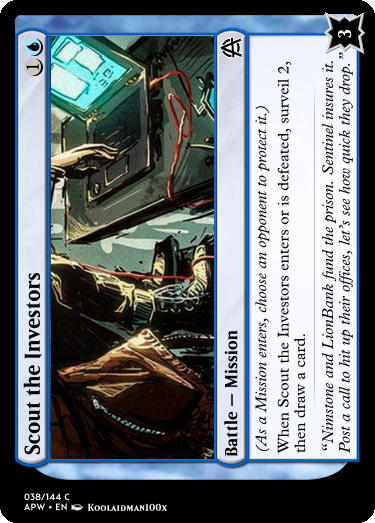 Scout the Investors
1
Battle – Mission
3
(As a Mission enters, choose an opponent to protect it.)
When Scout the Investors enters or is defeated, surveil 2,
then draw a card.
“Nimstone and LionBank fund the prison. Sentinel insures it.
Post a call to hit up their offices, let’s see how quick they drop.”
038/144 C
APW • EN Koolaidman100x